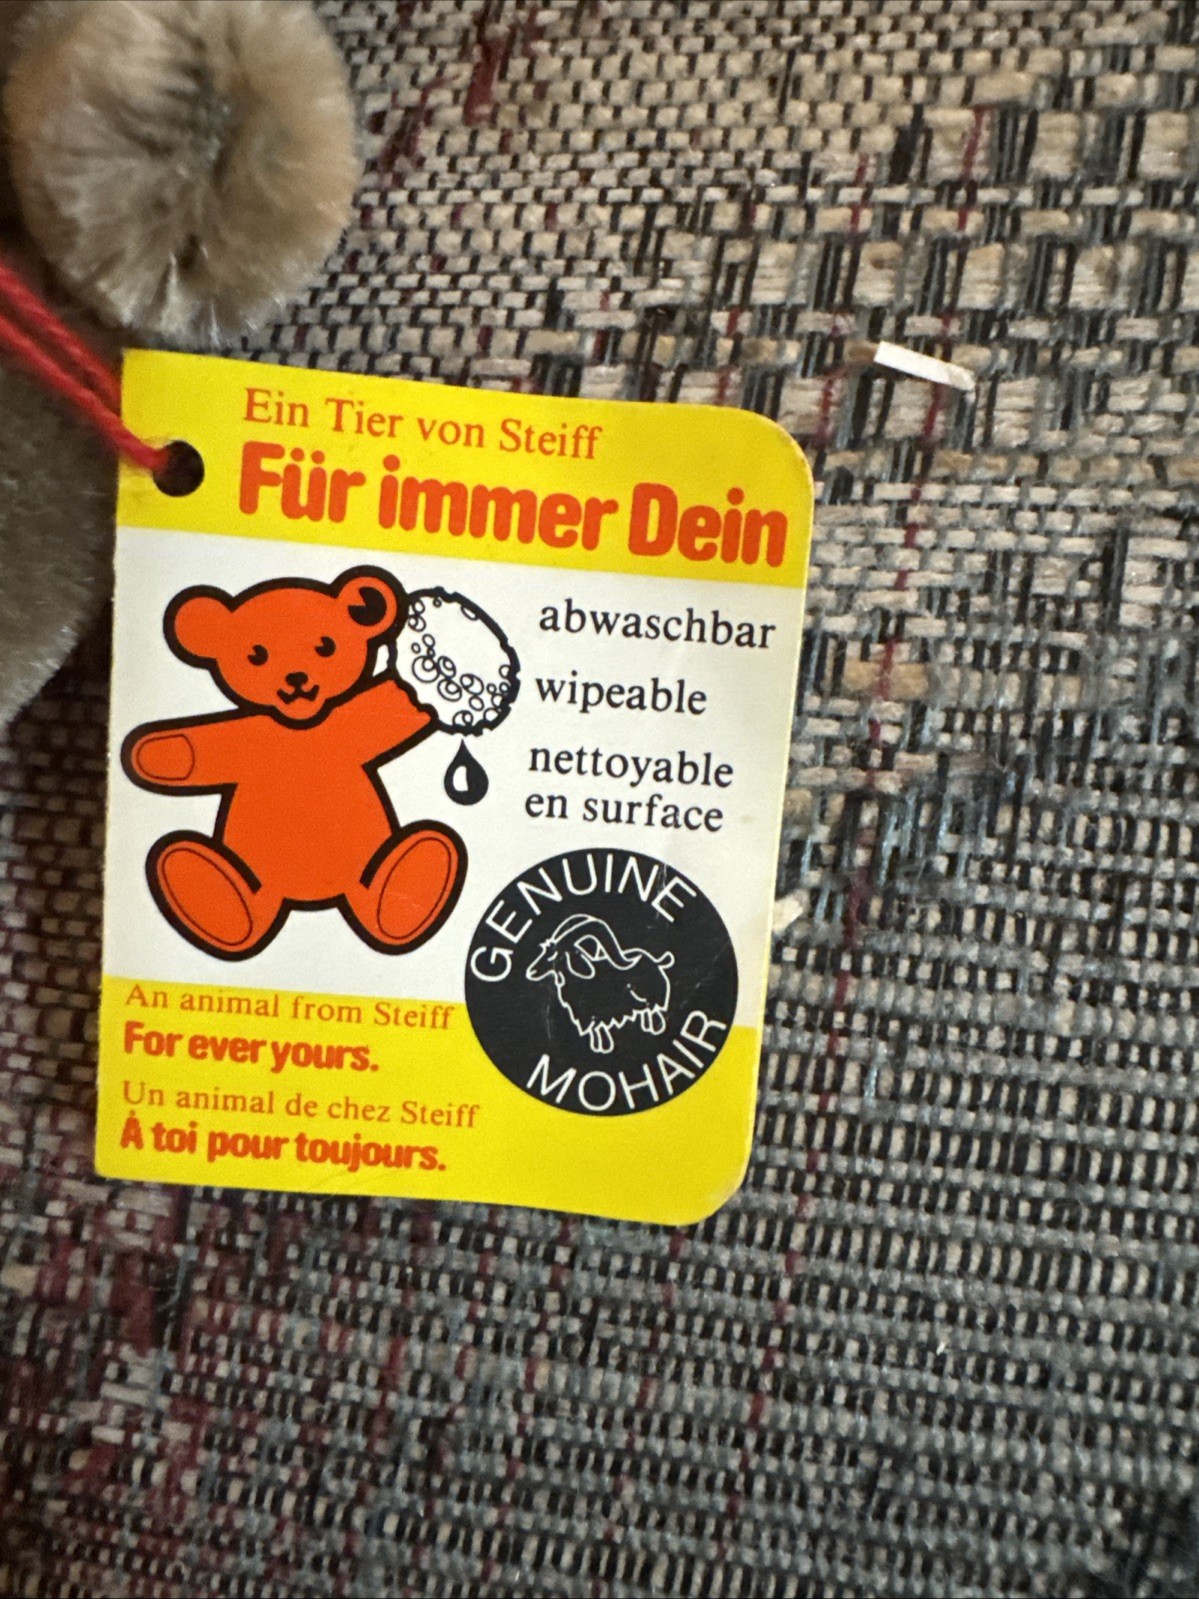 Ein Tier von Steiff
Für immer Dein
abwaschbar
wipeable
nettoyable
en surface
GENUINE
MOHAIR
An animal from Steiff
For ever yours.
Un animal de chez Steiff
À toi pour toujours.